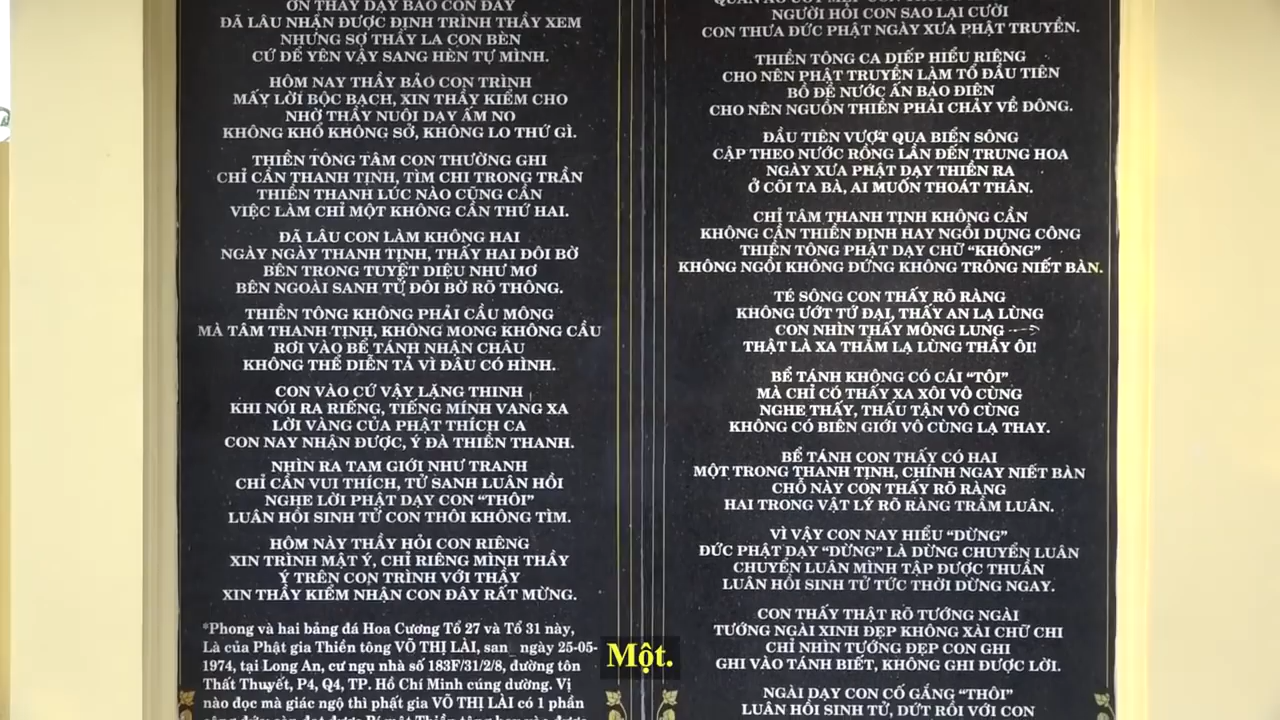 ƠN THẦY DẠY BẢO CON ĐÂY
ĐÃ LÂU NHẬN ĐƯỢC ĐỊNH TRÌNH THẦY XEM
NHƯNG SỢ THẦY LA CON BÈN
CỨ ĐỂ YÊN VẬY SANG HÈN TỰ MÌNH.
HÔM NAY THẦY BẢO CON TRÌNH
MẤY LỜI BỘC BẠCH, XIN THẦY KIỂM CHO
NHỜ THẦY NUÔI DẠY ẤM NO
KHÔNG KHỔ KHÔNG SỞ, KHÔNG LO THỨ GÌ.
THIỀN TÔNG TÂM CON THƯỜNG GHI
CHỈ CẦN THANH TỊNH, TÌM CHI TRONG TRẦN
THIỀN THANH LÚC NÀO CŨNG CẦN
VIỆC LÀM CHỈ MỘT KHÔNG CẦN THỨ HAI.
ĐÃ LÂU CON LÀM KHÔNG HAI
NGÀY NGÀY THANH TỊNH, THẤY HAI ĐÔI BỜ
BÊN TRONG TUYỆT DIỆU NHƯ MƠ
BÊN NGOÀI SANH TỬ ĐÔI BỜ RÕ THÔNG.
THIỀN TÔNG KHÔNG PHẢI CẦU MÔNG
MÀ TÂM THANH TỊNH, KHÔNG MONG KHÔNG CẦU
RƠI VÀO BỂ TÁNH NHẬN CHÂU
KHÔNG THỂ DIỄN TẢ VÌ ĐÂU CÓ HÌNH.
CON VÀO CỨ VẬY LẶNG THINH
KHI NÓI RA RIẾNG, TIẾNG MÍNH VANG XA
LỜI VÀNG CỦA PHẬT THÍCH CA
CON NAY NHẬN ĐƯỢC, Ý ĐÀ THIỀN THANH.
NHÌN RA TAM GIỚI NHƯ TRANH
CHỈ CẦN VUI THÍCH, TỬ SANH LUÂN HỒI
NGHE LỜI PHẬT DẠY CON “THÔI”
LUÂN HỒI SINH TỬ CON THÔI KHÔNG TÌM.
HÔM NÀY THẦY HỎI CON RIÊNG
XIN TRÌNH MẬT Ý, CHỈ RIÊNG MÌNH THẦY
Ý TRÊN CON TRÌNH VỚI THẦY
XIN THẦY KIỂM NHẬN CON ĐÂY RẤT MỪNG.
*Phong và hai bảng đá Hoa Cương Tổ 27 và Tổ 31 này,
Là của Phật gia Thiền tông VÕ THỊ LÀI, san_ ngày 25-05-
1974, tại Long An, cư ngụ nhà số 183F/31/2/8, đường tôn
Thất Thuyết, P4, Q4, TP. Hồ Chí Minh cúng dường. Vị
nào đọc mà giác ngộ thì phật gia VÕ THỊ LÀI có 1 phần
NGƯỜI HỎI CON SAO LẠI CƯỜI
CON THƯA ĐỨC PHẬT NGÀY XƯA PHẬT TRUYỀN.
THIỀN TÔNG CA DIẾP HIỂU RIÊNG
CHO NÊN PHẬT TRUYỀN LÀM TỔ ĐẦU TIÊN
BỒ ĐỀ NƯỚC ẤN BẢO ĐIÊN
CHO NÊN NGUỒN THIỀN PHẢI CHẢY VỀ ĐÔNG.
ĐẦU TIÊN VƯỢT QUA BIỂN SÔNG
CẬP THEO NƯỚC RỒNG LẦN ĐẾN TRUNG HOA
NGÀY XƯA PHẬT DẠY THIỀN RA
Ở CÕI TA BÀ, AI MUỐN THOÁT THÂN.
CHỈ TÂM THANH TỊNH KHÔNG CẦN
KHÔNG CẦN THIỀN ĐỊNH HAY NGỒI DỤNG CÔNG
THIỀN TÔNG PHẬT DẠY CHỮ “KHÔNG”
KHÔNG NGỒI KHÔNG ĐỨNG KHÔNG TRÔNG NIẾT BÀN.
TÉ SÔNG CON THẤY RÕ RÀNG
KHÔNG ƯỚT TỨ ĐẠI, THẤY AN LẠ LÙNG
CON NHÌN THẤY MÔNG LUNG
THẬT LÀ XA THẲM LẠ LÙNG THẦY ÔI!
BỂ TÁNH KHÔNG CÓ CÁI “TÔI”
MÀ CHỈ CÓ THẤY XA XÔI VÔ CÙNG
NGHE THẤY, THẤU TẬN VÔ CÙNG
KHÔNG CÓ BIÊN GIỚI VÔ CÙNG LẠ THAY.
BỂ TÁNH CON THẤY CÓ HAI
MỘT TRONG THANH TỊNH, CHÍNH NGAY NIẾT BÀN
CHỖ NÀY CON THẤY RÕ RÀNG
HAI TRONG VẬT LÝ RÕ RÀNG TRẦM LUÂN.
VÌ VẬY CON NAY HIỂU “DỪNG”
ĐỨC PHẬT DẠY “DỪNG” LÀ DỪNG CHUYỂN LUÂN
CHUYỂN LUÂN MÌNH TẬP ĐƯỢC THUẦN
LUÂN HỒI SINH TỬ TỨC THỜI DỪNG NGAY.
CON THẤY THẬT RÕ TƯỚNG NGÀI
TƯỚNG NGÀI XINH ĐẸP KHÔNG XÀI CHỮ CHI
CHỈ NHÌN TƯỚNG ĐẸP CON GHI
GHI VÀO TÁNH BIẾT, KHÔNG GHI ĐƯỢC LỜI.
NGÀI DẠY CON CỐ GẮNG “THÔI”
LUÂN HỒI SINH TỬ, DỨT RỒI VỚI CON
Một.